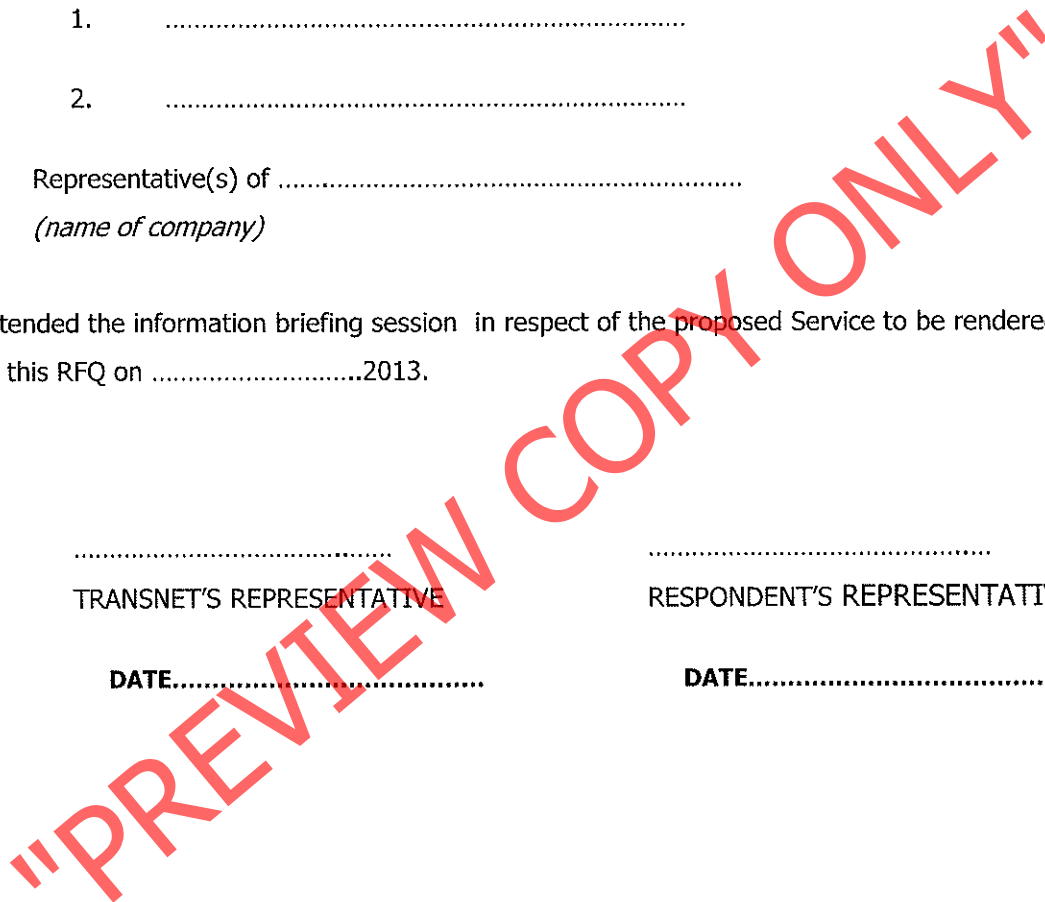 1. ........................................................................
2. ........................................................................
Representative(s) of ................................................................
(name of company)
tended the information briefing session in respect of the proposed Service to be rendere
this RFQ on .............................2013.
............................................
TRANSNET'S REPRESENTATIVE
...............................................
RESPONDENT'S REPRESENTATI
DATE...........................................
DATE.........................................
"PREVIEW COPY ONLY"